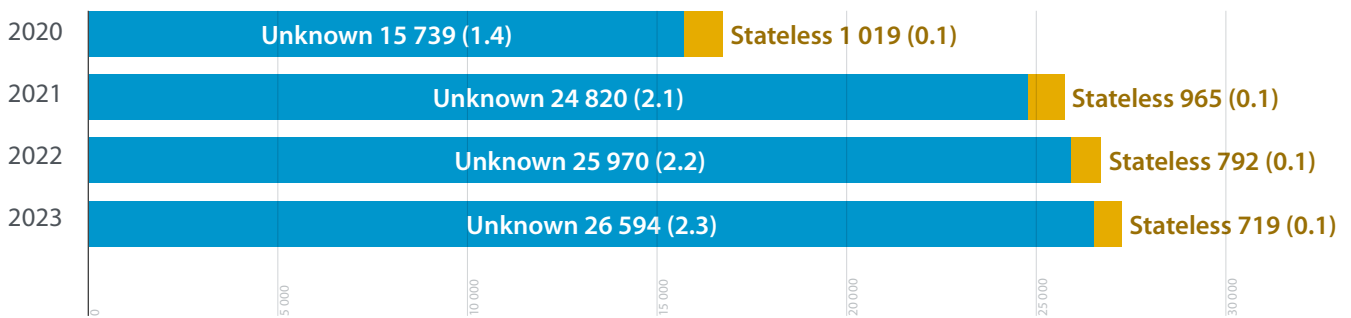 2020 Unknown 15 739 (1.4) Stateless 1 019 (0.1)
2021 Unknown 24 820 (2.1) Stateless 965 (0.1)
2022 Unknown 25 970 (2.2) Stateless 792 (0.1)
2023 Unknown 26 594 (2.3) Stateless 719 (0.1)
0 5 000 10 000 15 000 20 000 25 000 30 000